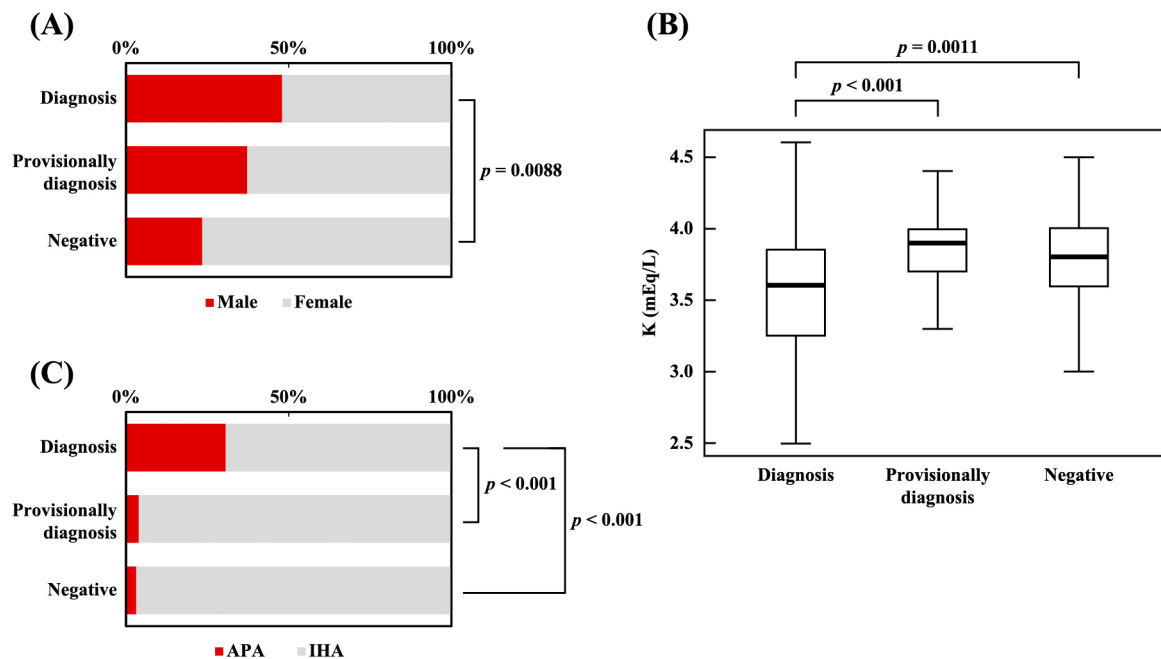 (A)
0% 50% 100%
Diagnosis
Provisionally
diagnosis
Negative
p = 0.0088
Male Female
(B)
p = 0.0011
p < 0.001
K (mEq/L)
4.5
4.0
3.5
3.0
2.5
Diagnosis Provisionally Negative
diagnosis
(C)
0% 50% 100%
Diagnosis
Provisionally
diagnosis
Negative
p < 0.001
p < 0.001
APA IHA